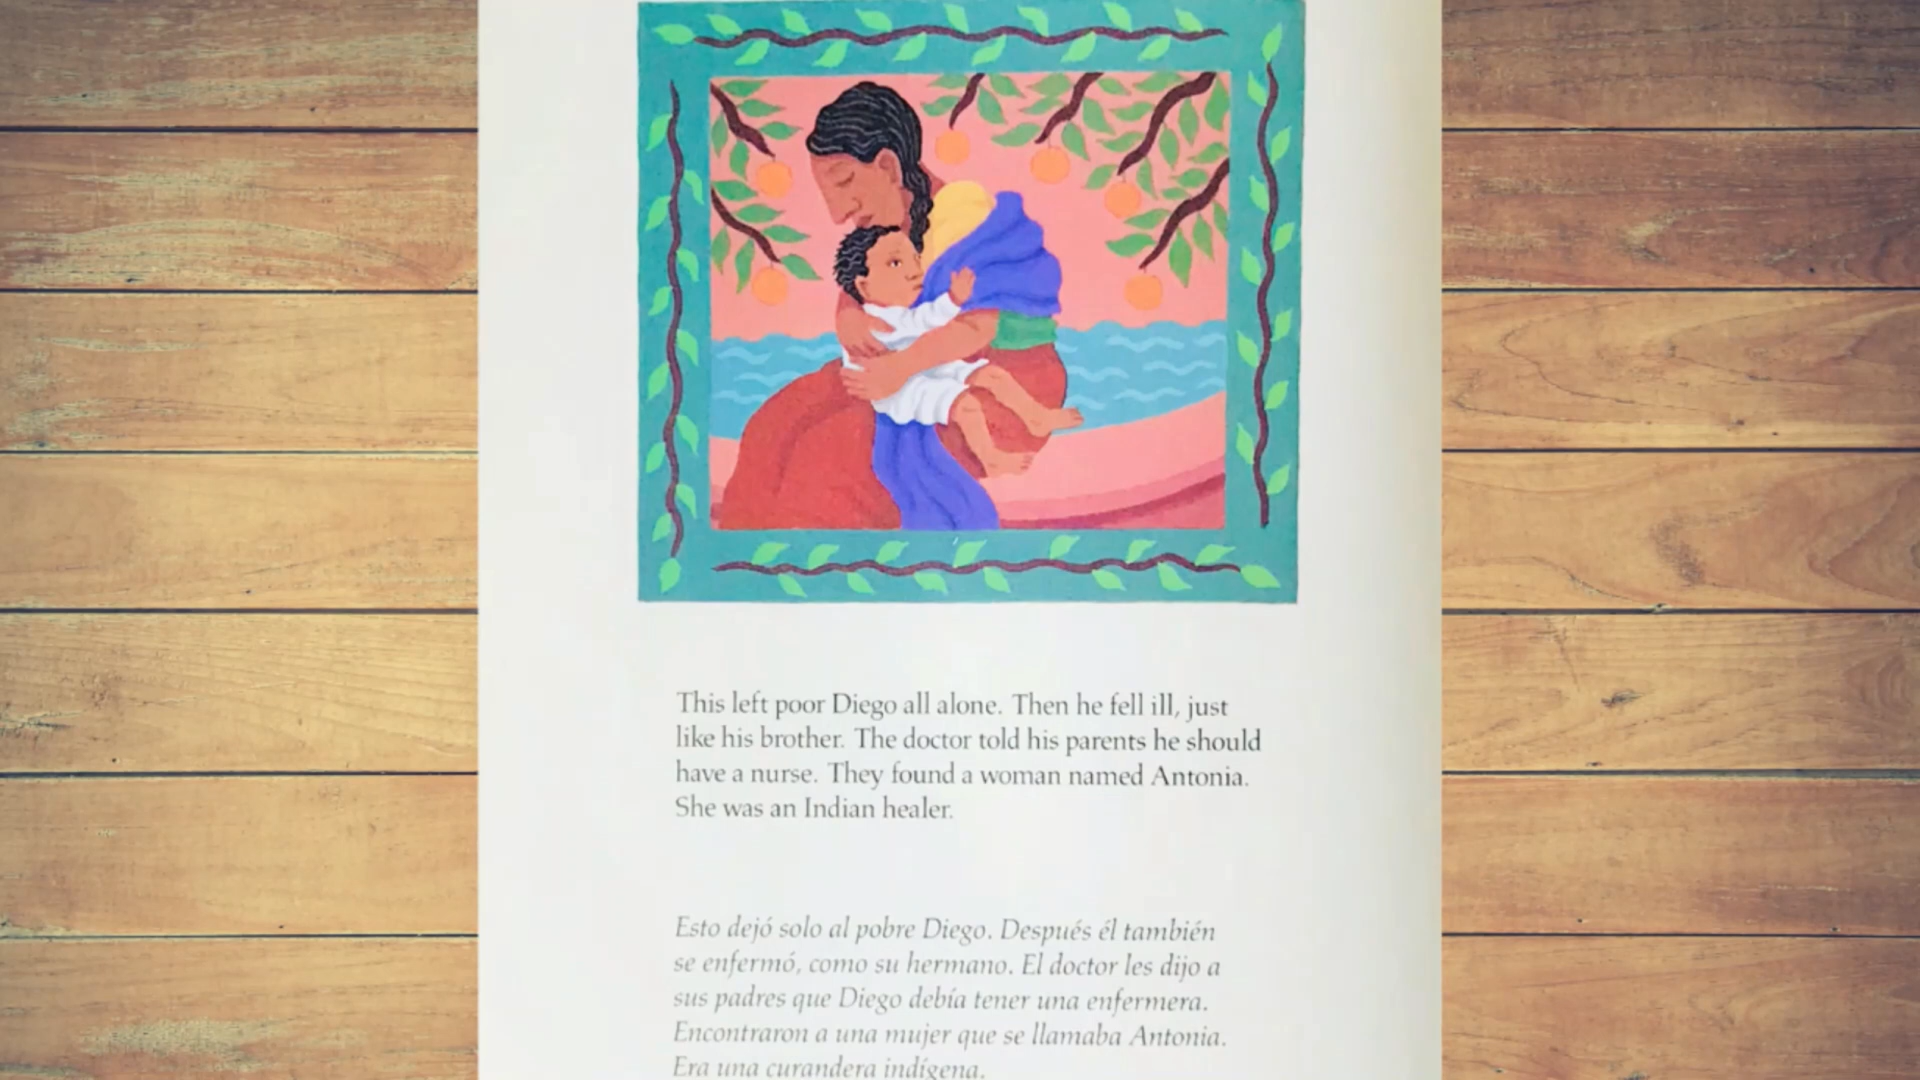 This left poor Diego all alone. Then he fell ill, just
like his brother. The doctor told his parents he should
have a nurse. They found a woman named Antonia.
She was an Indian healer.
Esto dejó solo al pobre Diego. Después él también
se enfermó, como su hermano. El doctor les dijo a
sus padres que Diego debía tener una enfermera.
Encontraron a una mujer que se llamaba Antonia.
Era una curandera indígena.